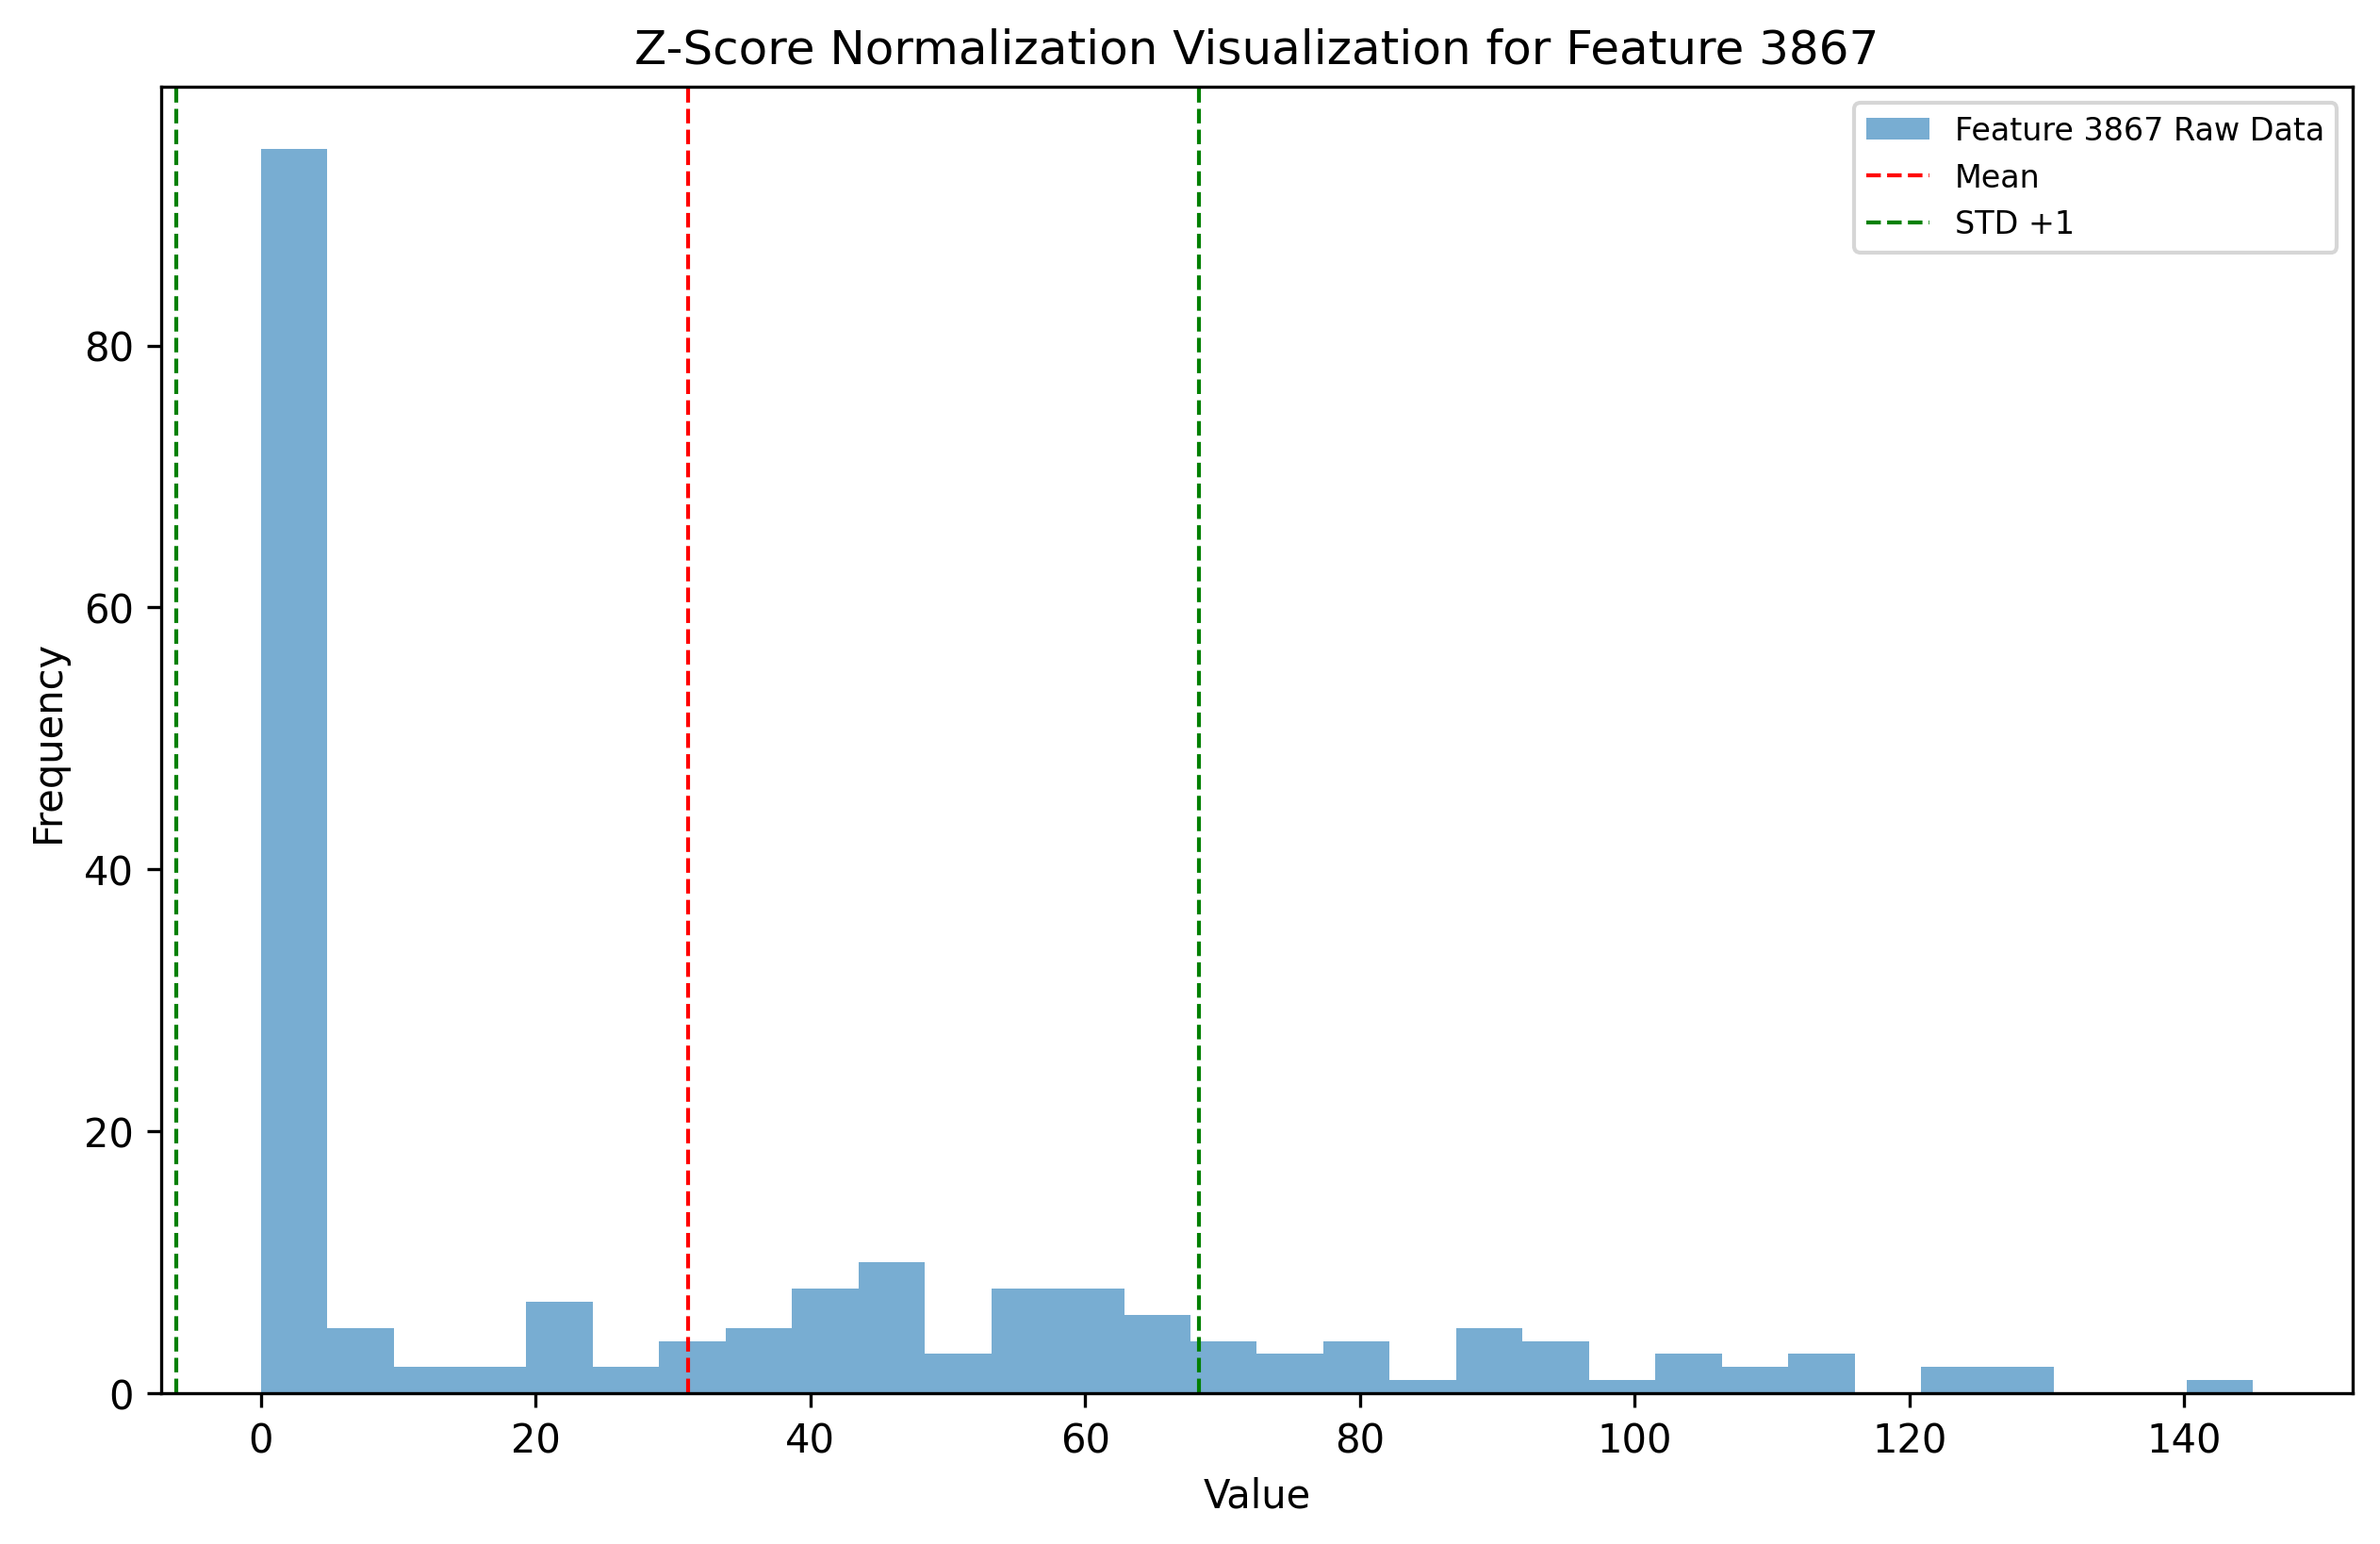 Z-Score Normalization Visualization for Feature 3867
Feature 3867 Raw Data
Mean
STD +1
80
60
40
20
0
Frequency
0 20 40 60 80 100 120 140
Value